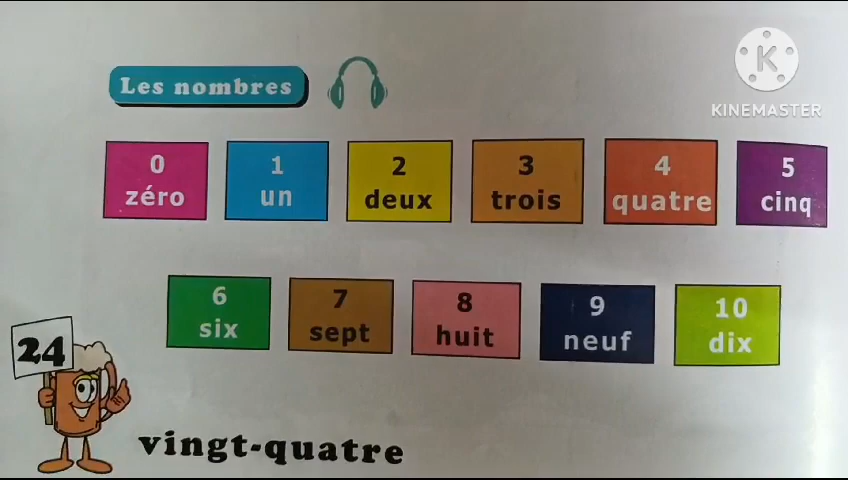 Les nombres
K
KINEMASTER
0 1 2 3 4 5
zéro un deux trois quatre cinq
6 7 8 9 10
six sept huit neuf dix
24
vingt-quatre